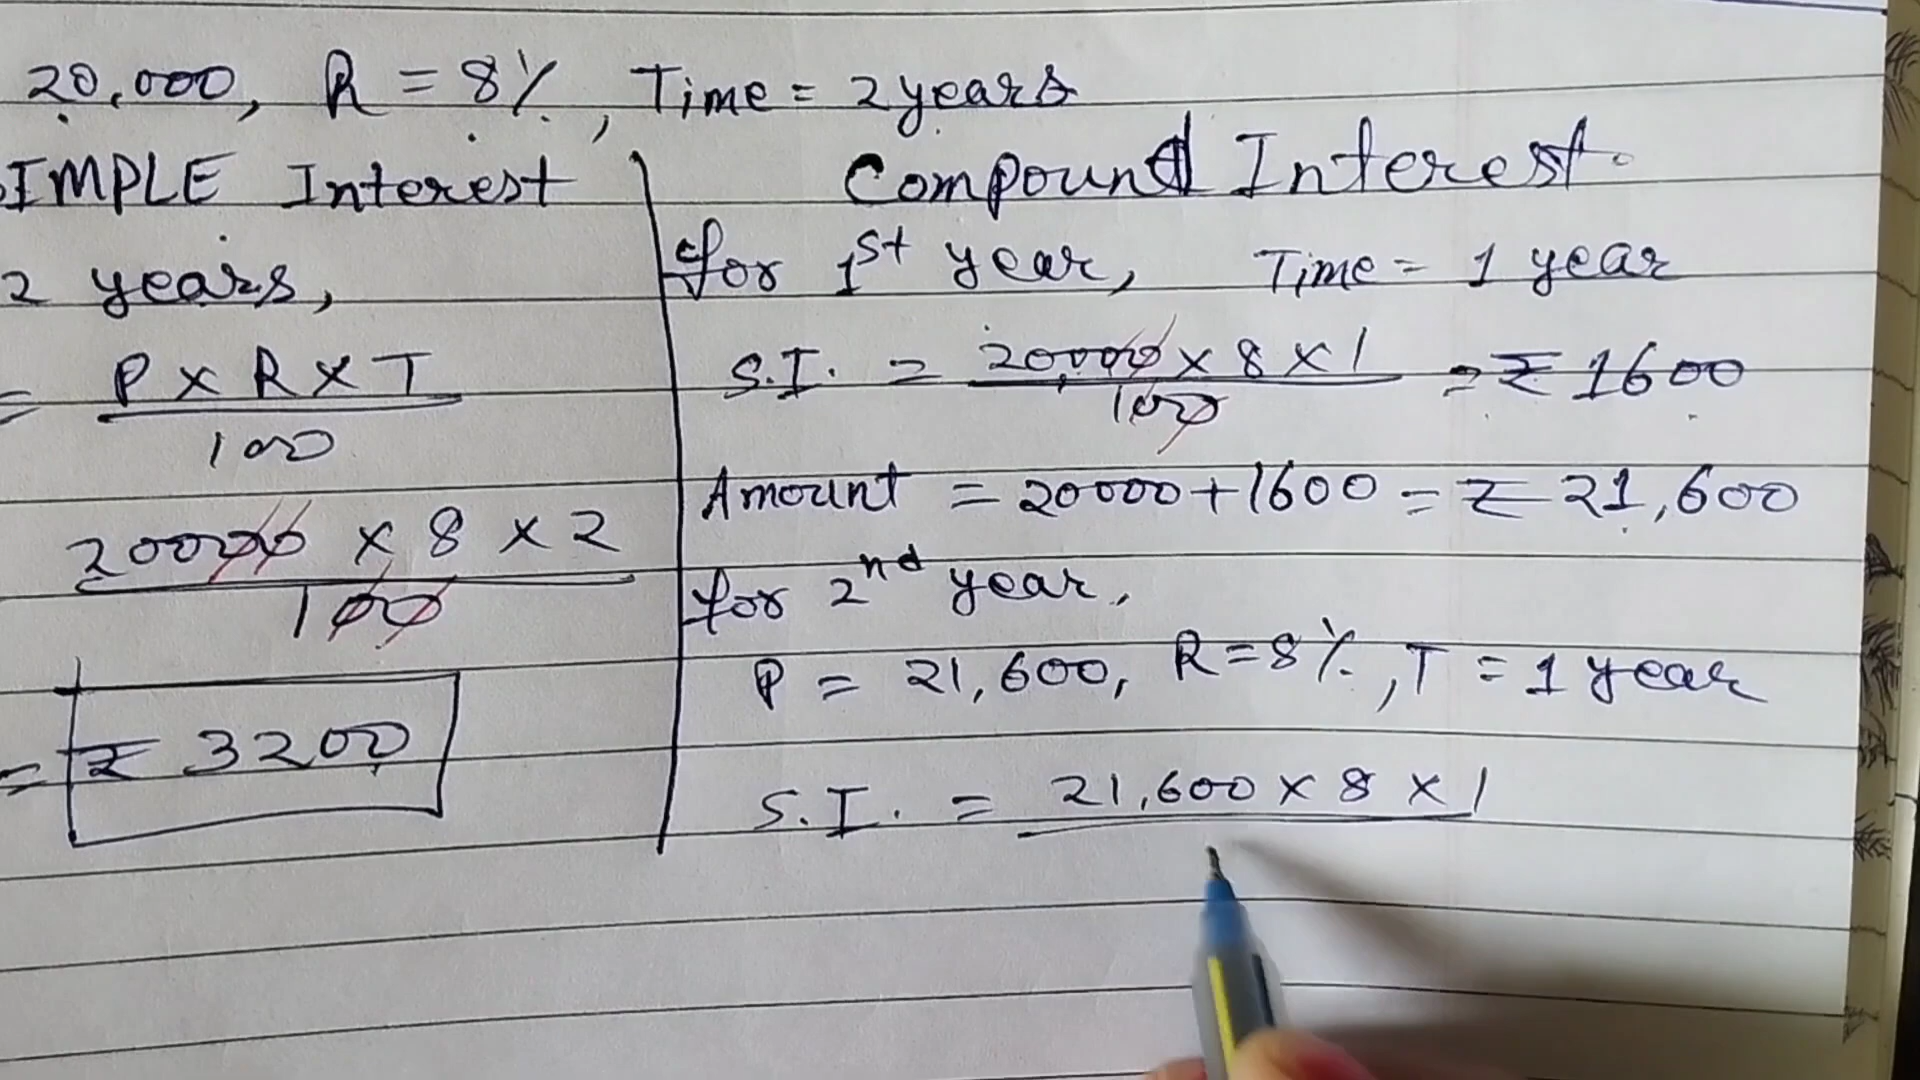 20,000, R = 8%, Time = 2 years
IMPLE Interest
2 years,
= P x R x T
100
20000 x 8 x 2
100
= ₹ 3200
Compound Interest
for 1st year, Time = 1 year
S.I. = 20,000 x 8 x 1 = ₹ 1600
100
Amount = 20000 + 1600 = ₹ 21,600
for 2nd year,
P = 21,600, R = 8%, T = 1 year
S.I. = 21,600 x 8 x 1